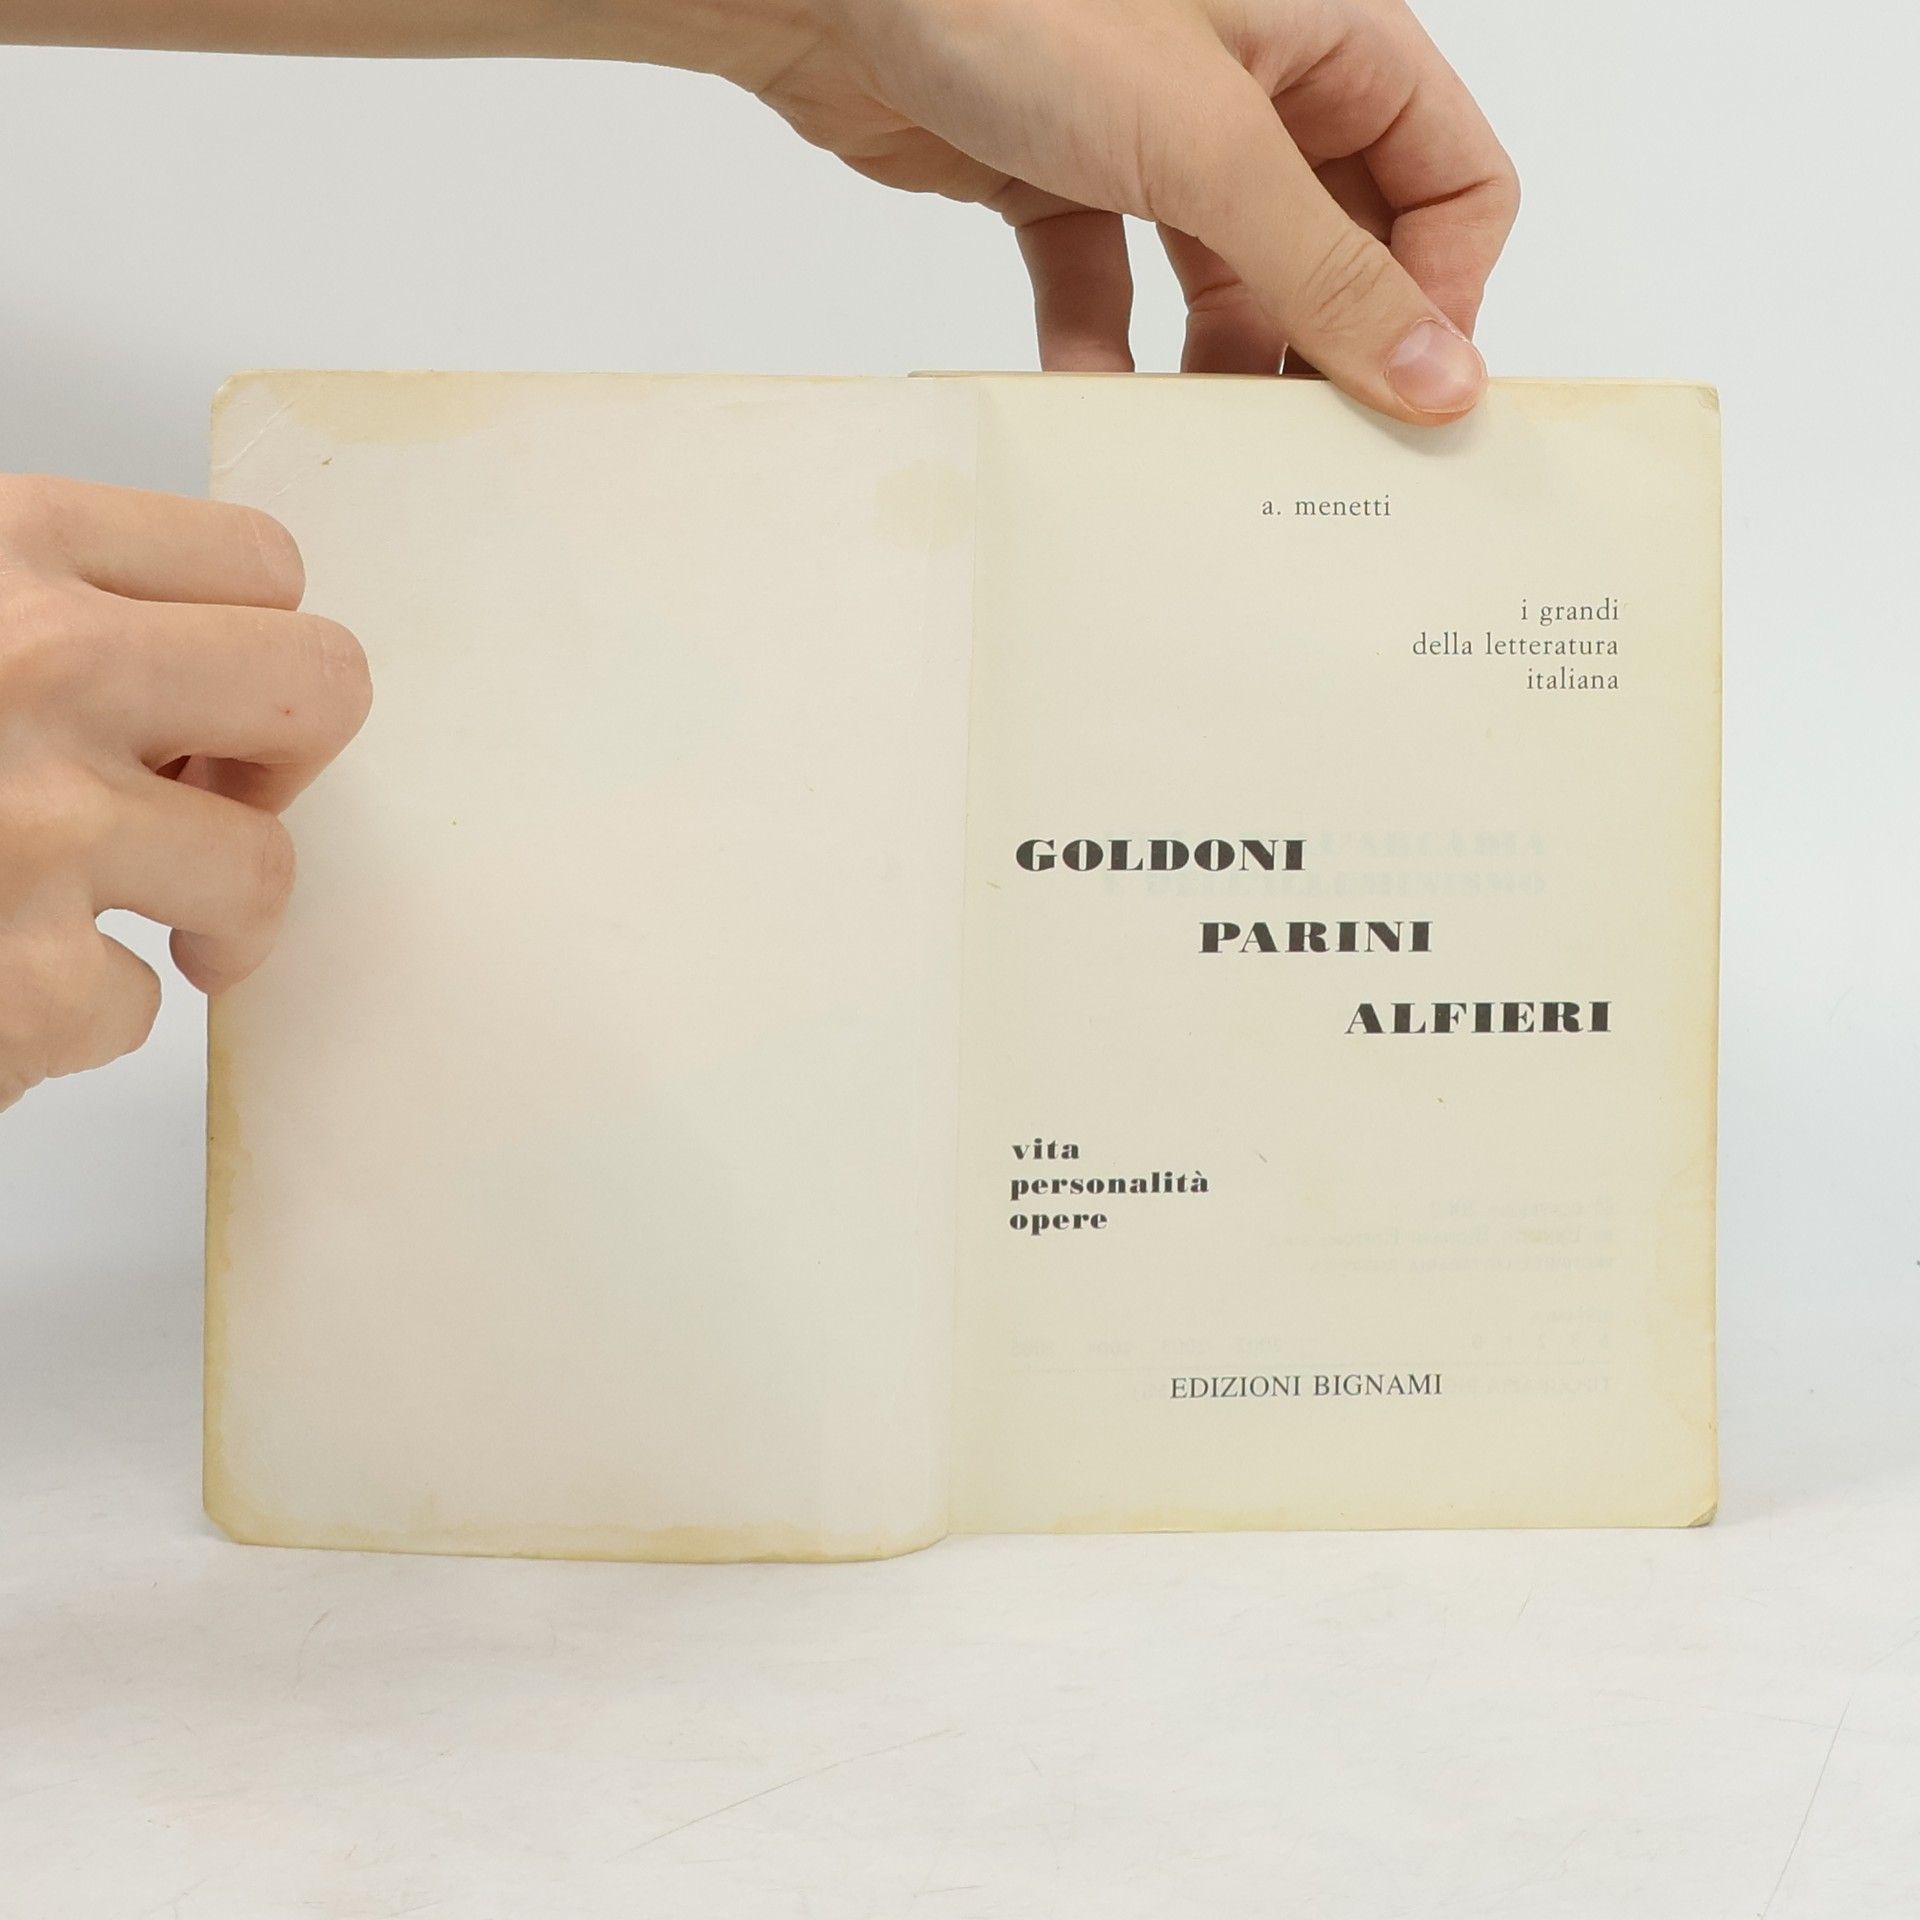 a. menetti
i grandi
della letteratura
italiana
GOLDONI
PARINI
ALFIERI
vita
personalità
opere
EDIZIONI BIGNAMI